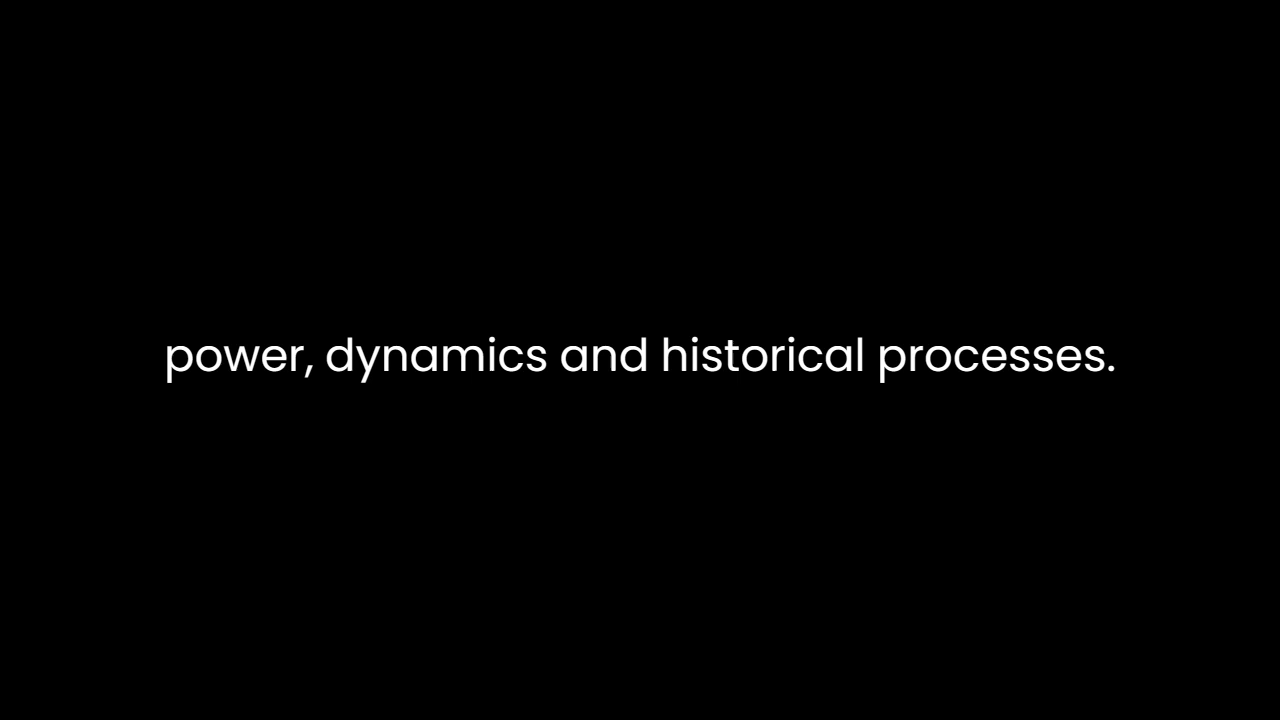 power, dynamics and historical processes.